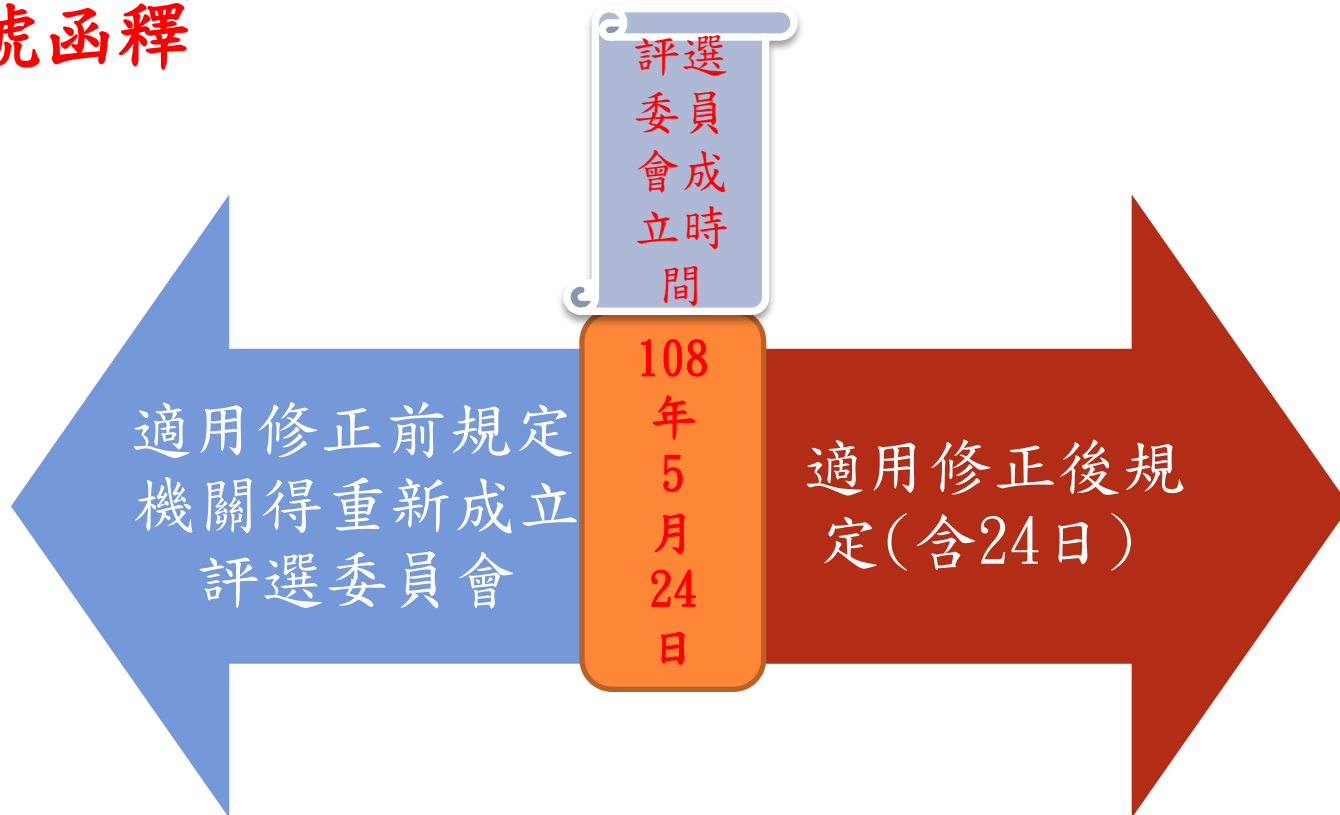 號函釋
評選
委員
會成
立時
間
108
年
5
月
24
日
適用修正前規定
機關得重新成立
評選委員會
適用修正後規
定(含24日)